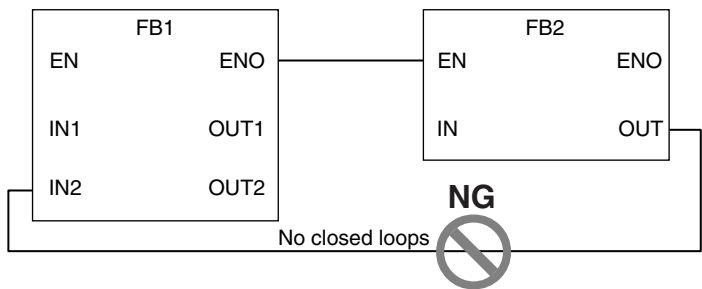 FB1
EN ENO
IN1 OUT1
IN2 OUT2
FB2
EN ENO
IN OUT
NG
No closed loops